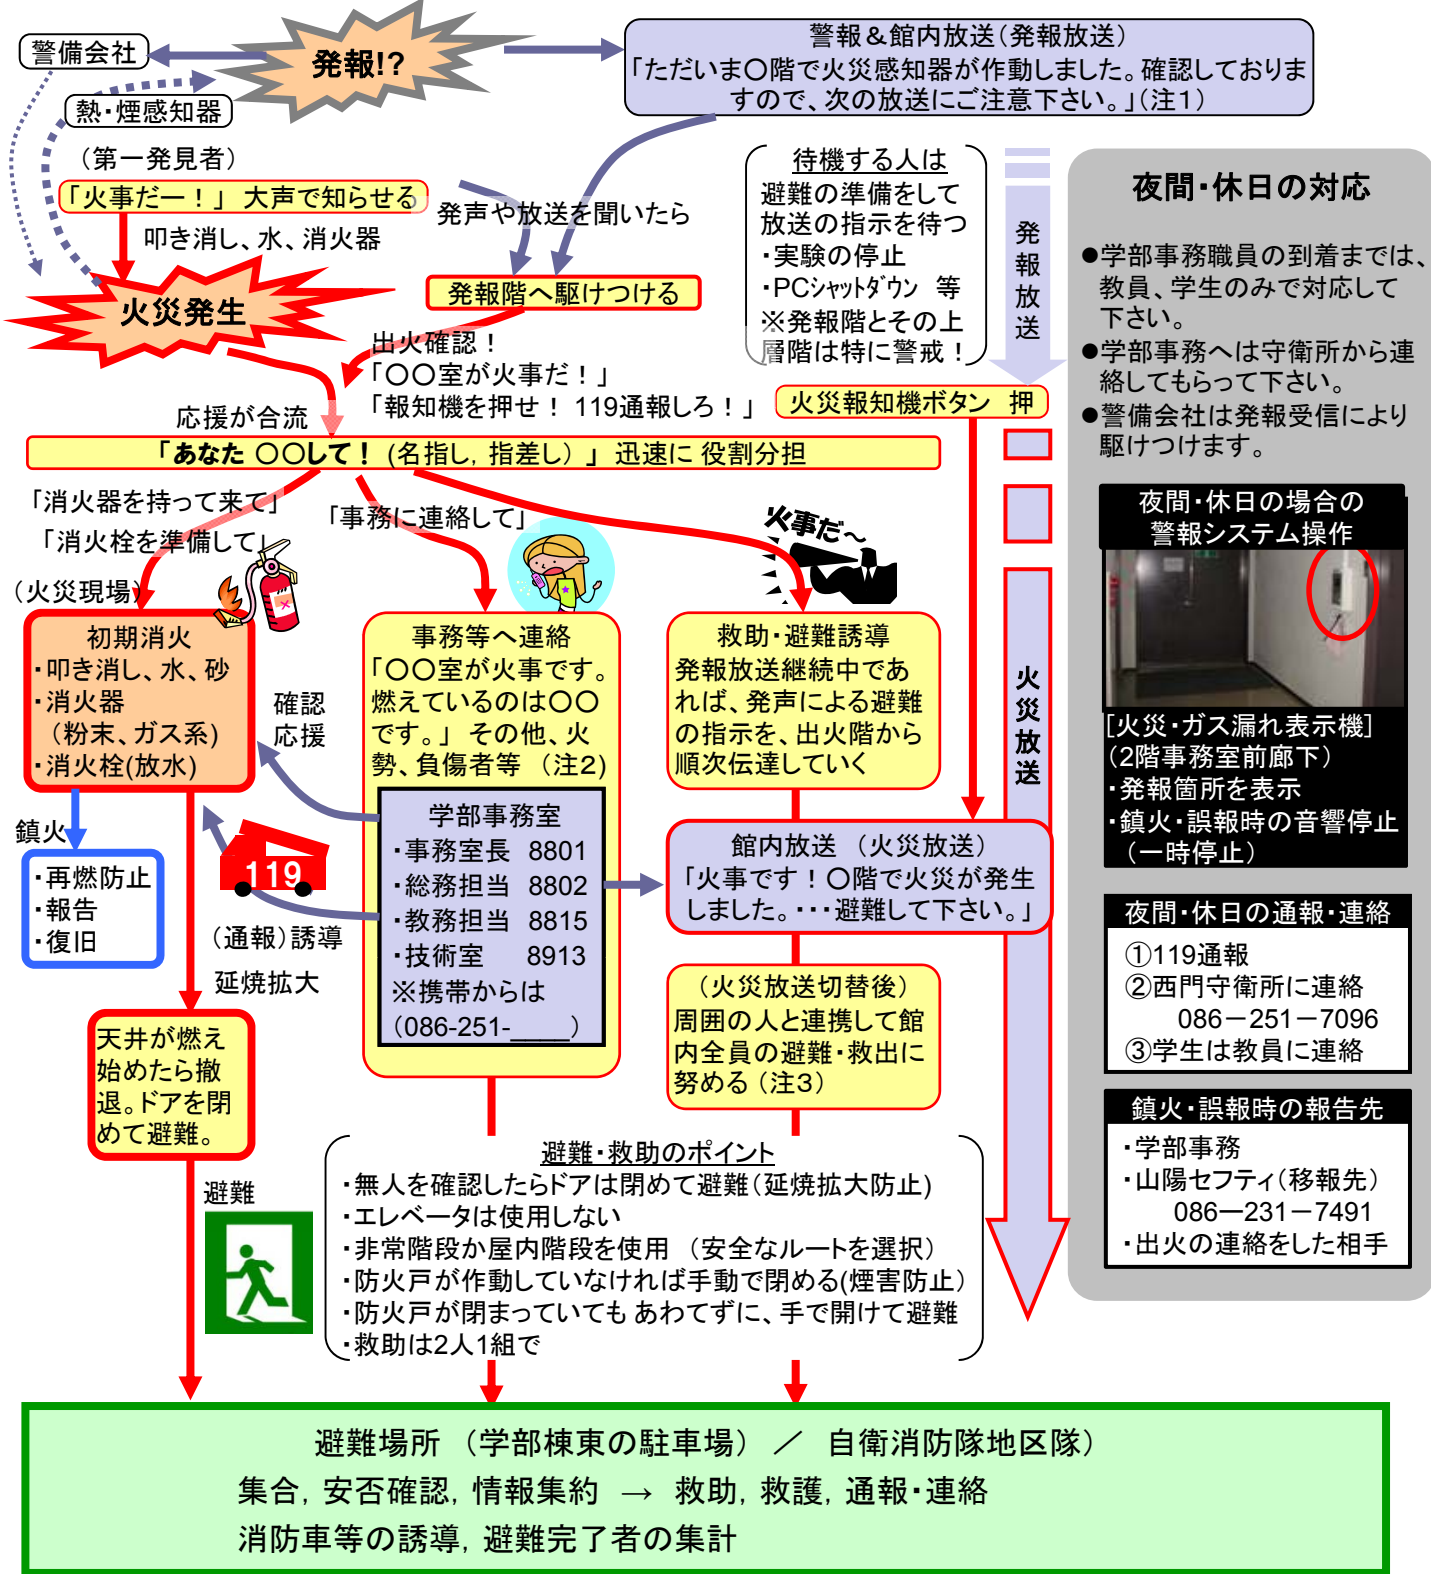 警備会社
発報!?
熱・煙感知器
警報＆館内放送（発報放送）
「ただいま〇階で火災感知器が作動しました。確認しておりま
すので、次の放送にご注意下さい。」（注１）
（第一発見者）
「火事だー！」 大声で知らせる
叩き消し、水、消火器
火災発生
発声や放送を聞いたら
発報階へ駆けつける
待機する人は
避難の準備をして
放送の指示を待つ
・実験の停止
・PCｼｬｯﾄﾀﾞｳﾝ 等
※発報階とその上
層階は特に警戒！
発報放送
出火確認！
「〇〇室が火事だ！」
「報知機を押せ！ 119通報しろ！」
火災報知機ボタン 押
応援が合流
「あなた 〇〇して！ (名指し, 指差し）」 迅速に 役割分担
「消火器を持って来て」
「消火栓を準備して」
「事務に連絡して」
火事だ～
（火災現場）
初期消火
・叩き消し、水、砂
・消火器
（粉末、ガス系)
・消火栓(放水）
確認
応援
事務等へ連絡
「〇〇室が火事です。
燃えているのは〇〇
です。」 その他、火
勢、負傷者等 （注2)
学部事務室
・事務室長 8801
・総務担当 8802
・教務担当 8815
・技術室 8913
※携帯からは
（086-251-____）
救助・避難誘導
発報放送継続中であ
れば、発声による避難
の指示を、出火階から
順次伝達していく
火災放送
館内放送 （火災放送）
「火事です！〇階で火災が発生
しました。・・・避難して下さい。」
（火災放送切替後）
周囲の人と連携して館
内全員の避難・救出に
努める（注３）
鎮火
・再燃防止
・報告
・復旧
119
（通報）誘導
延焼拡大
天井が燃え
始めたら撤
退。ドアを閉
めて避難。
避難
避難・救助のポイント
・無人を確認したらドアは閉めて避難（延焼拡大防止)
・エレベータは使用しない
・非常階段か屋内階段を使用 （安全なルートを選択）
・防火戸が作動していなければ手動で閉める(煙害防止）
・防火戸が閉まっていても あわてずに、手で開けて避難
・救助は2人1組で
夜間・休日の対応
●学部事務職員の到着までは、
教員、学生のみで対応して
下さい。
●学部事務へは守衛所から連
絡してもらって下さい。
●警備会社は発報受信により
駆けつけます。
夜間・休日の場合の
警報システム操作
[火災・ガス漏れ表示機]
（2階事務室前廊下）
・発報箇所を表示
・鎮火・誤報時の音響停止
（一時停止）
夜間・休日の通報・連絡
①119通報
②西門守衛所に連絡
086－251－7096
③学生は教員に連絡
鎮火・誤報時の報告先
・学部事務
・山陽セフティ（移報先）
086ー231－7491
・出火の連絡をした相手
避難場所 （学部棟東の駐車場） ／ 自衛消防隊地区隊）
集合, 安否確認, 情報集約 → 救助, 救護, 通報・連絡
消防車等の誘導, 避難完了者の集計